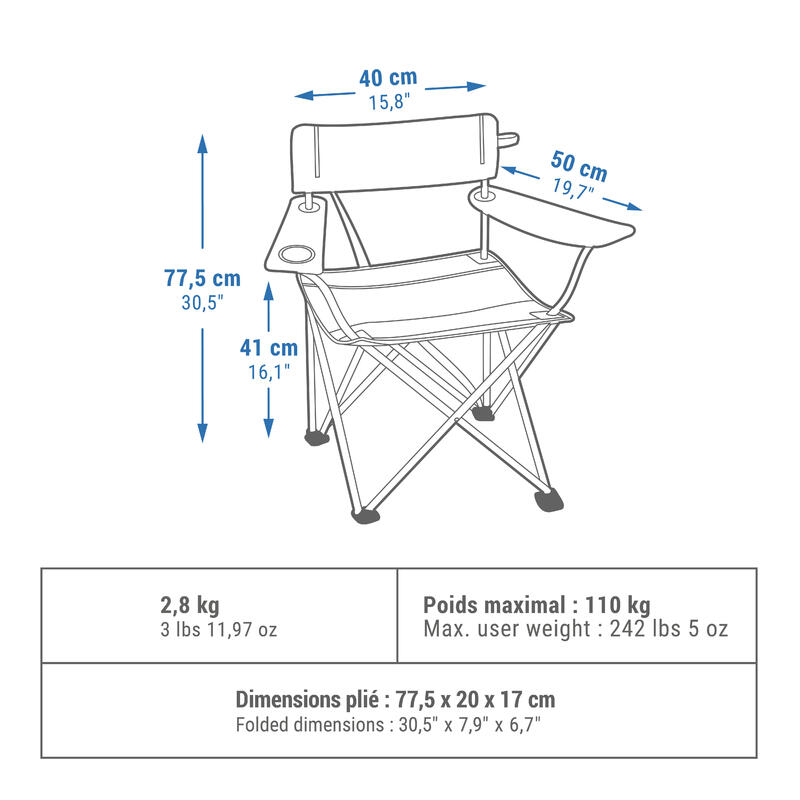 40 cm
15,8"
50 cm
19,7"
77,5 cm
30,5"
41 cm
16,1"
2,8 kg
3 lbs 11,97 oz
Poids maximal : 110 kg
Max. user weight : 242 lbs 5 oz
Dimensions plié : 77,5 x 20 x 17 cm
Folded dimensions : 30,5" x 7,9" x 6,7"